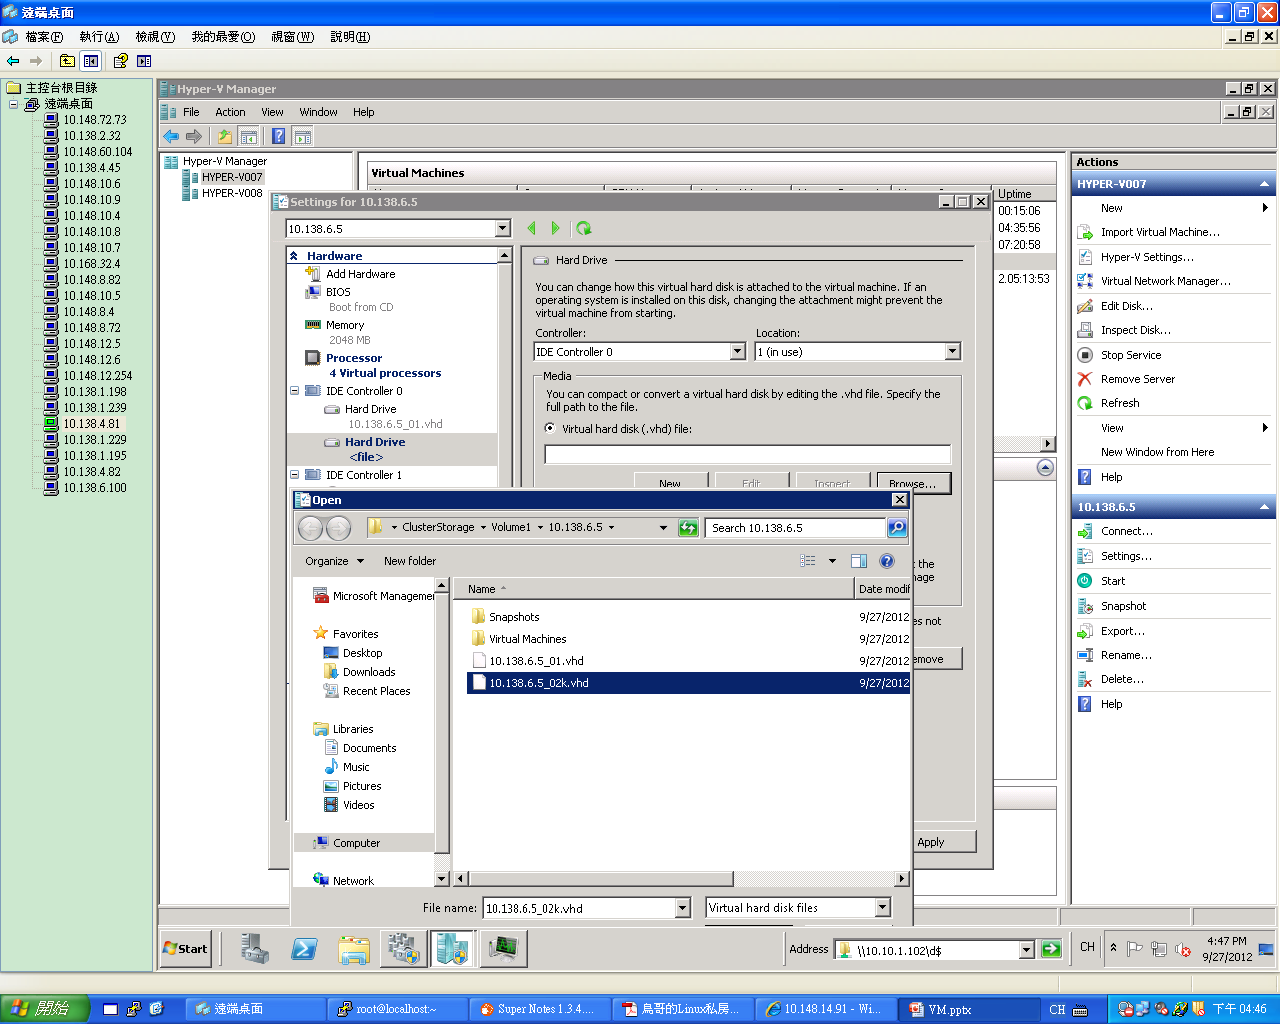 遠端桌面
檔案(F) 執行(A) 檢視(V) 我的最愛(O) 視窗(W) 說明(H)
主控台根目錄
遠端桌面
10.148.72.73
10.138.2.32
10.148.60.104
10.138.4.45
10.148.10.6
10.148.10.9
10.148.10.4
10.148.10.8
10.148.10.7
10.168.32.4
10.148.8.82
10.148.10.5
10.148.8.4
10.148.8.72
10.148.12.5
10.148.12.6
10.148.12.254
10.138.1.198
10.138.1.239
10.138.4.81
10.138.1.229
10.138.1.195
10.138.4.82
10.138.6.100
Hyper-V Manager
File Action View Window Help
Hyper-V Manager
HYPER-V007
HYPER-V008
Virtual Machines
Uptime
00:15:06
04:35:56
07:20:58
2.05:13:53
Settings for 10.138.6.5
10.138.6.5
Hardware
Add Hardware
BIOS
Boot from CD
Memory
2048 MB
Processor
4 Virtual processors
IDE Controller 0
Hard Drive
10.138.6.5_01.vhd
Hard Drive
<file>
IDE Controller 1
Hard Drive
You can change how this virtual hard disk is attached to the virtual machine. If an
operating system is installed on this disk, changing the attachment might prevent the
virtual machine from starting.
Controller: Location:
IDE Controller 0 1 (in use)
Media
You can compact or convert a virtual hard disk by editing the .vhd file. Specify the
full path to the file.
Virtual hard disk (.vhd) file:
New Edit Inspect Browse...
the
nage
es not
emove
Apply
Open
ClusterStorage Volume1 10.138.6.5 Search 10.138.6.5
Organize New folder
Microsoft Managemer
Favorites
Desktop
Downloads
Recent Places
Libraries
Documents
Music
Pictures
Videos
Computer
Network
Name Date modif
Snapshots 9/27/2012
Virtual Machines 9/27/2012
10.138.6.5_01.vhd 9/27/2012
10.138.6.5_02k.vhd 9/27/2012
File name: 10.138.6.5_02k.vhd Virtual hard disk files
Actions
HYPER-V007
New
Import Virtual Machine...
Hyper-V Settings...
Virtual Network Manager...
Edit Disk...
Inspect Disk...
Stop Service
Remove Server
Refresh
View
New Window from Here
Help
10.138.6.5
Connect...
Settings...
Start
Snapshot
Export...
Rename...
Delete...
Help
Start Address \\10.10.1.102\d$ CH 4:47 PM
9/27/2012
開始 遠端桌面 root@localhost:~ Super Notes 1.3.4.... 鳥哥的Linux私房... 10.148.14.91 - Wi... VM.pptx CH 下午 04:46